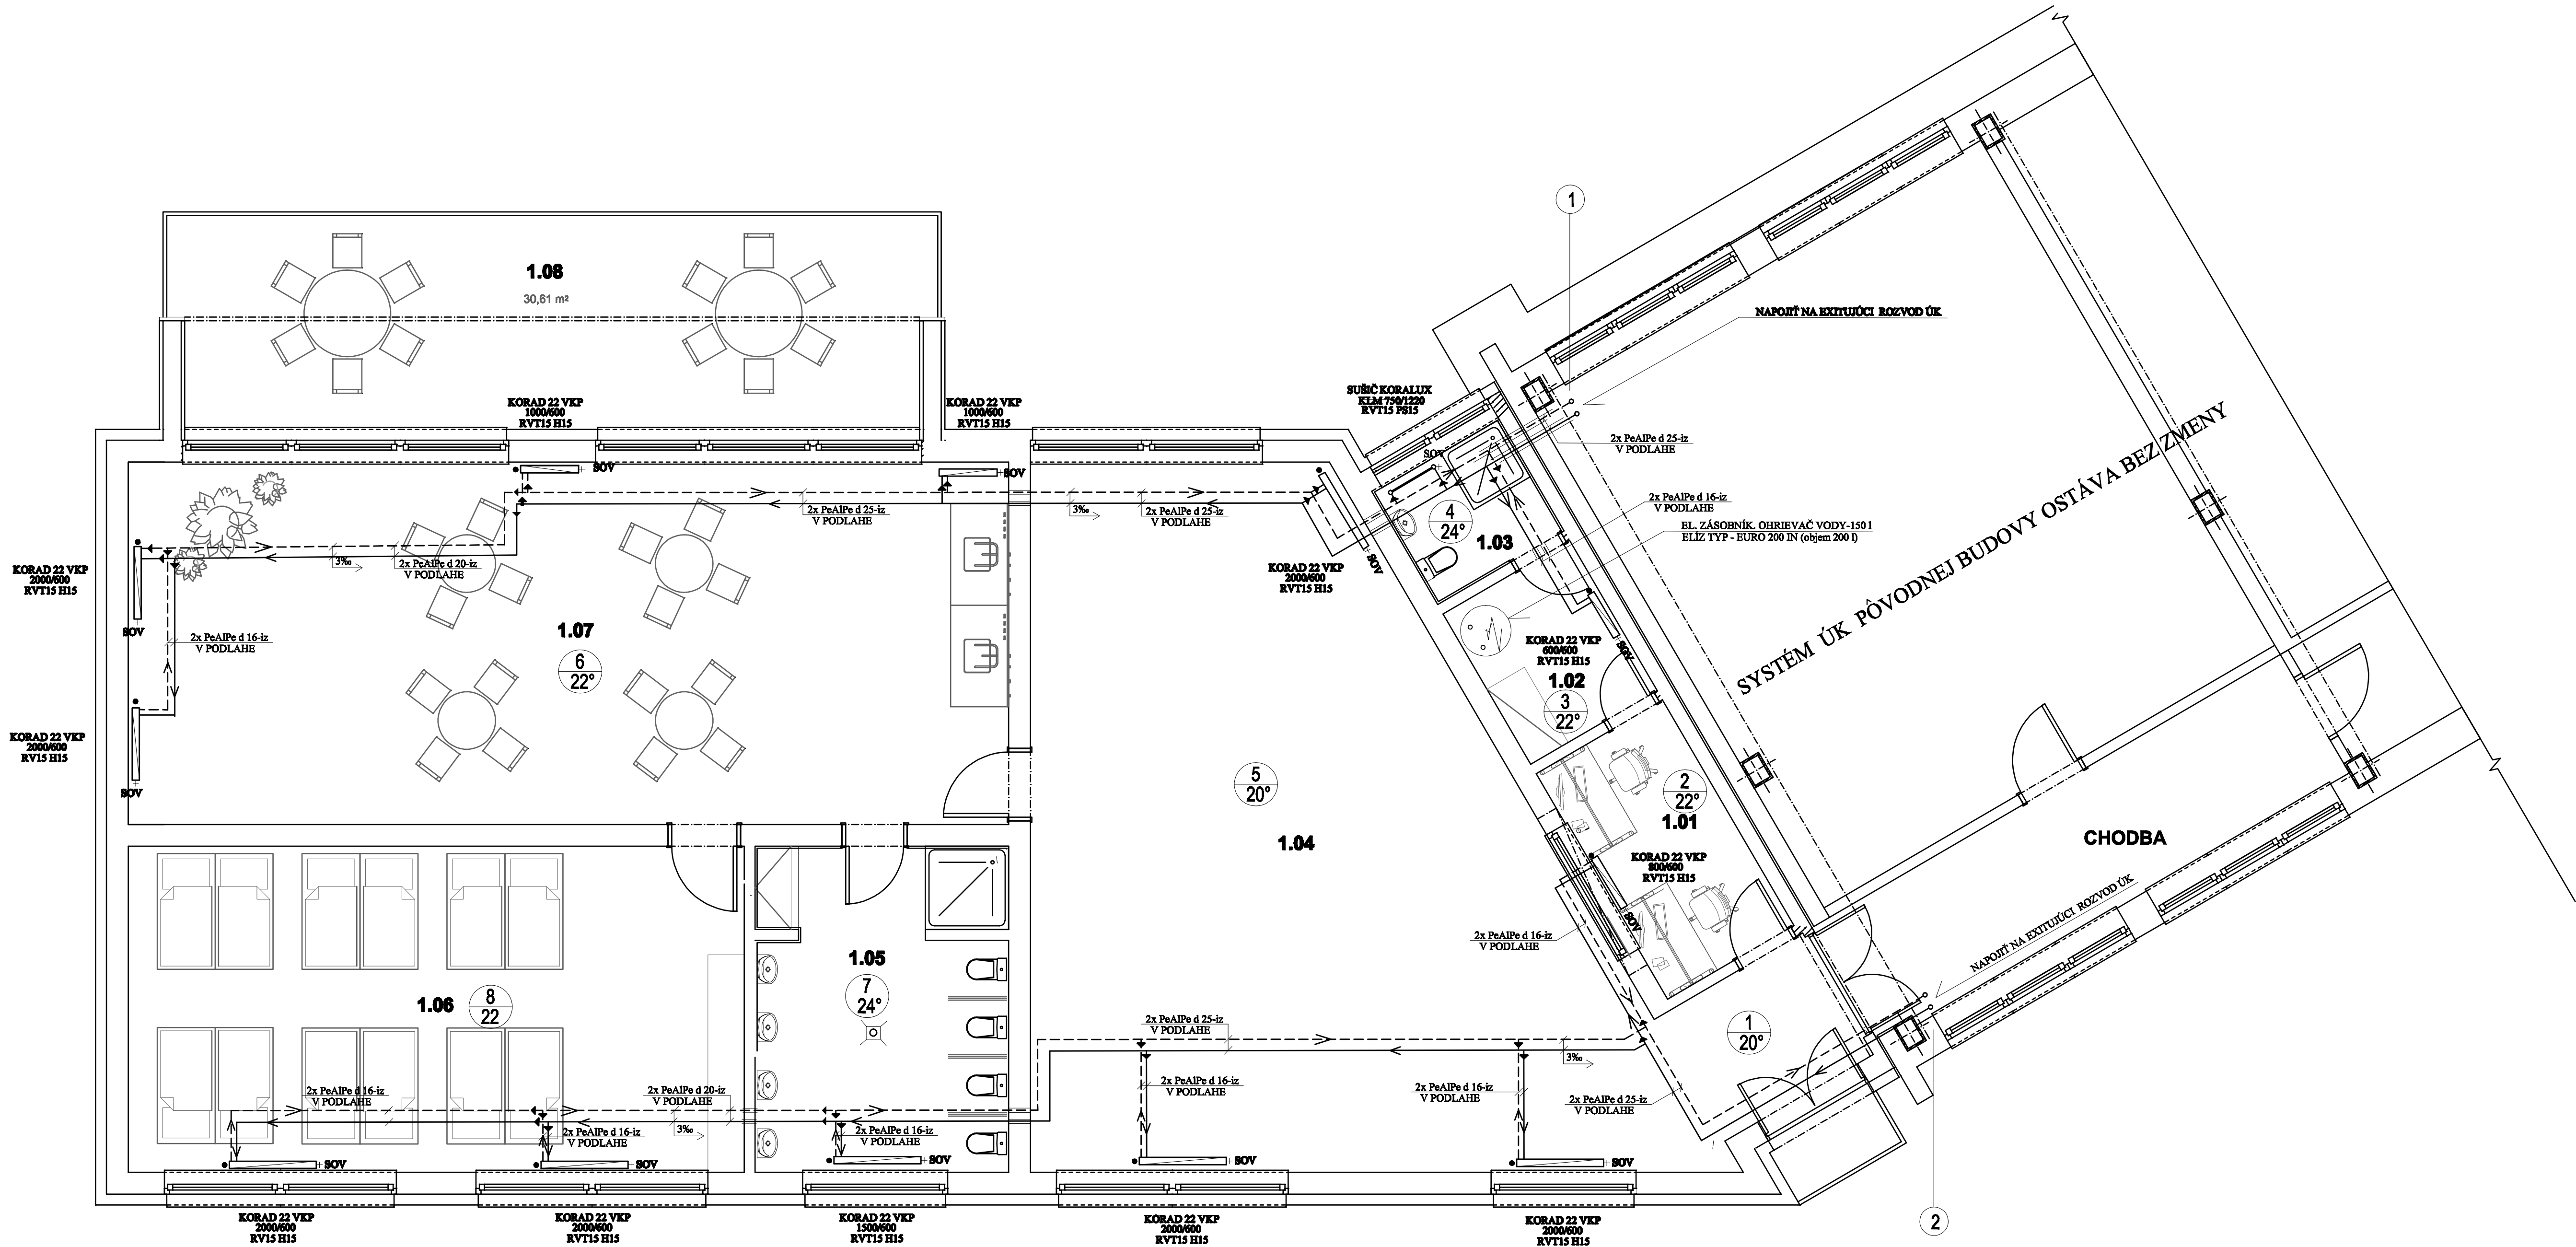 1
1.08
30,61 m²
NAPOJIŤ NA EXITUJÚCI ROZVOD ÚK
KORAD 22 VKP
1000/600
RVT15 H15
KORAD 22 VKP
1000/600
RVT15 H15
SUŠIČ KORALUX
KLM 750/1220
RVT15 PS15
SOV
SOV
SOV
2x PeAlPe d 25-iz
V PODLAHE
2x PeAlPe d 25-iz
V PODLAHE
3‰
2x PeAlPe d 25-iz
V PODLAHE
2x PeAlPe d 16-iz
V PODLAHE
EL. ZÁSOBNÍK. OHRIEVAČ VODY-150 l
ELÍZ TYP - EURO 200 IN (objem 200 l)
SYSTÉM ÚK PÔVODNEJ BUDOVY OSTÁVA BEZ ZMENY
4
24°
1.03
KORAD 22 VKP
2000/600
RVT15 H15
SOV
3‰
2x PeAlPe d 20-iz
V PODLAHE
KORAD 22 VKP
2000/600
RVT15 H15
SOV
2x PeAlPe d 16-iz
V PODLAHE
1.07
6
22°
KORAD 22 VKP
600/600
RVT15 H15
SOV
1.02
3
22°
KORAD 22 VKP
2000/600
RV15 H15
SOV
5
20°
1.04
2
22°
1.01
KORAD 22 VKP
800/600
RVT15 H15
SOV
CHODBA
NAPOJIŤ NA EXITUJÚCI ROZVOD ÚK
2x PeAlPe d 16-iz
V PODLAHE
1.05
7
24°
1.06
8
22
1
20°
2x PeAlPe d 25-iz
V PODLAHE
3‰
2x PeAlPe d 16-iz
V PODLAHE
2x PeAlPe d 20-iz
V PODLAHE
2x PeAlPe d 16-iz
V PODLAHE
2x PeAlPe d 16-iz
V PODLAHE
2x PeAlPe d 25-iz
V PODLAHE
2x PeAlPe d 16-iz
V PODLAHE
3‰
2x PeAlPe d 16-iz
V PODLAHE
SOV
SOV
SOV
SOV
SOV
KORAD 22 VKP
2000/600
RV15 H15
KORAD 22 VKP
2000/600
RVT15 H15
KORAD 22 VKP
1500/600
RVT15 H15
KORAD 22 VKP
2000/600
RVT15 H15
KORAD 22 VKP
2000/600
RVT15 H15
2